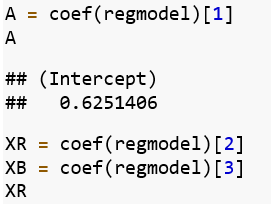 A = coef(regmodel)[1]
A
## (Intercept)
##   0.6251406
XR = coef(regmodel)[2]
XB = coef(regmodel)[3]
XR